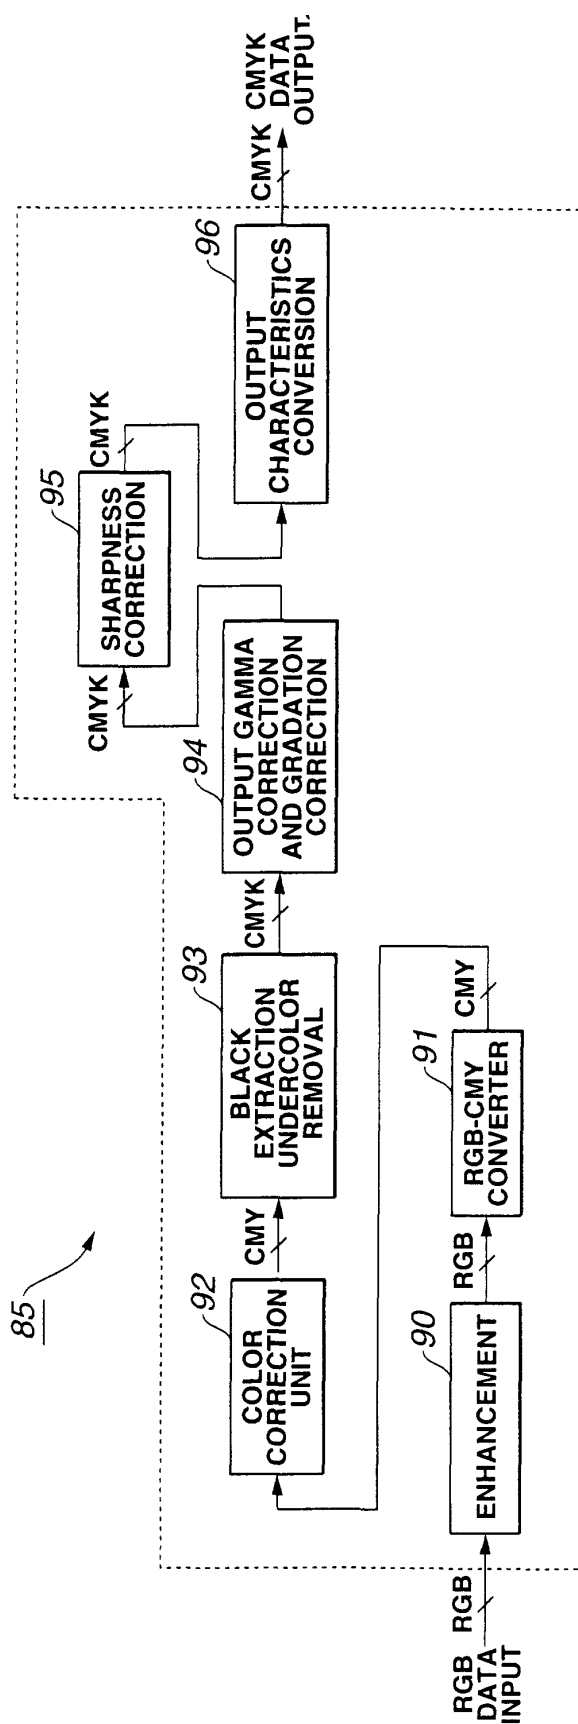 85
RGB
DATA
INPUT
RGB
90
ENHANCEMENT
RGB
91
RGB-CMY
CONVERTER
CMY
92
COLOR
CORRECTION
UNIT
CMY
93
BLACK
EXTRACTION
UNDERCOLOR
REMOVAL
CMYK
94
OUTPUT GAMMA
CORRECTION
AND GRADATION
CORRECTION
CMYK
95
SHARPNESS
CORRECTION
CMYK
96
OUTPUT
CHARACTERISTICS
CONVERSION
CMYK
CMYK
DATA
OUTPUT